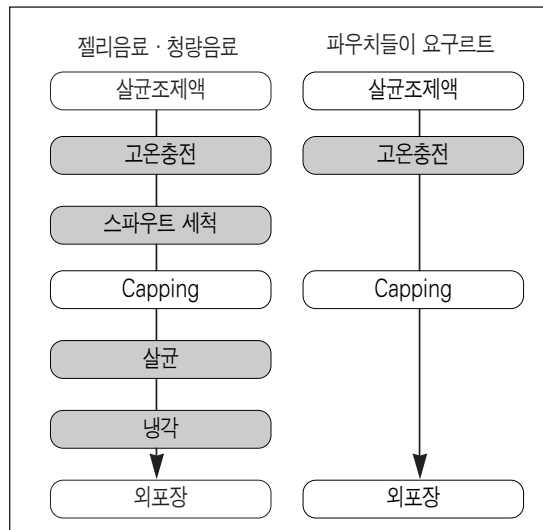 젤리음료 · 청량음료
살균조제액
고온충전
스파우트 세척
Capping
살균
냉각
외포장
파우치들이 요구르트
살균조제액
고온충전
Capping
외포장